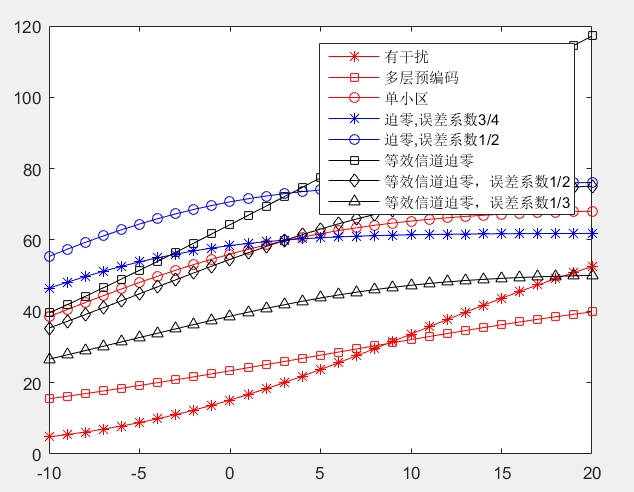 120
100
80
60
40
20
0
-10
-5
0
5
10
15
20
有干扰
多层预编码
单小区
迫零,误差系数3/4
迫零,误差系数1/2
等效信道迫零
等效信道迫零，误差系数1/2
等效信道迫零，误差系数1/3